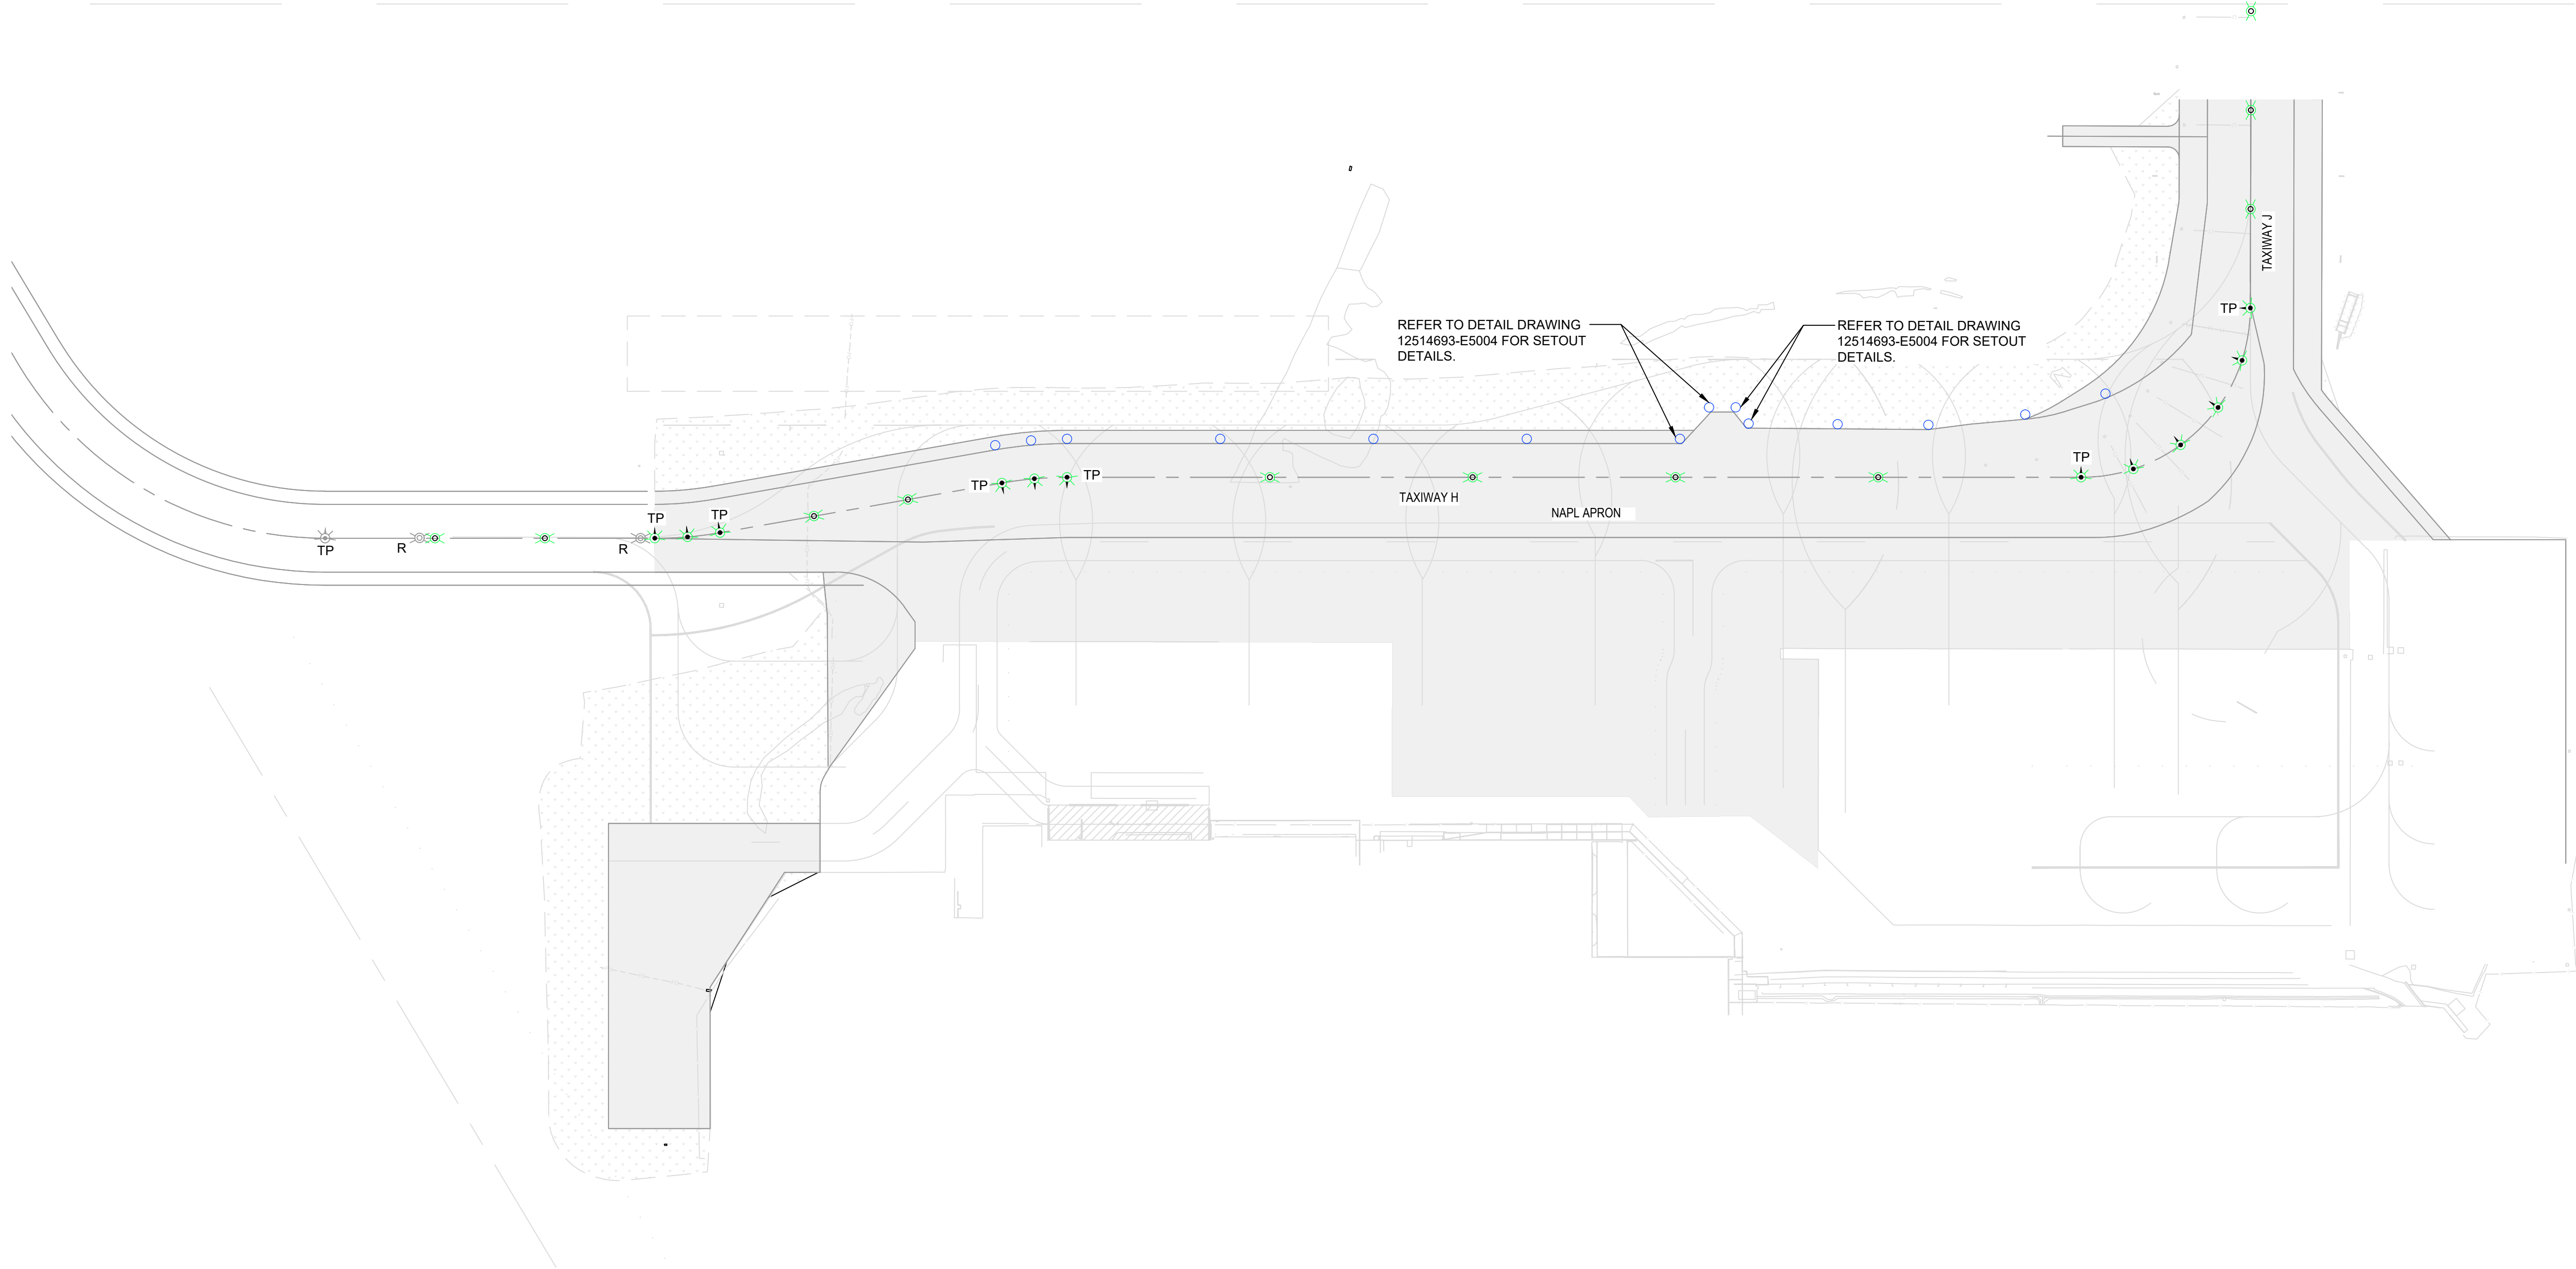 REFER TO DETAIL DRAWING
12514693-E5004 FOR SETOUT
DETAILS.
REFER TO DETAIL DRAWING
12514693-E5004 FOR SETOUT
DETAILS.
TAXIWAY J
TP
TP
TP
TP
TP
TP
TP
R
R
TAXIWAY H
NAPL APRON